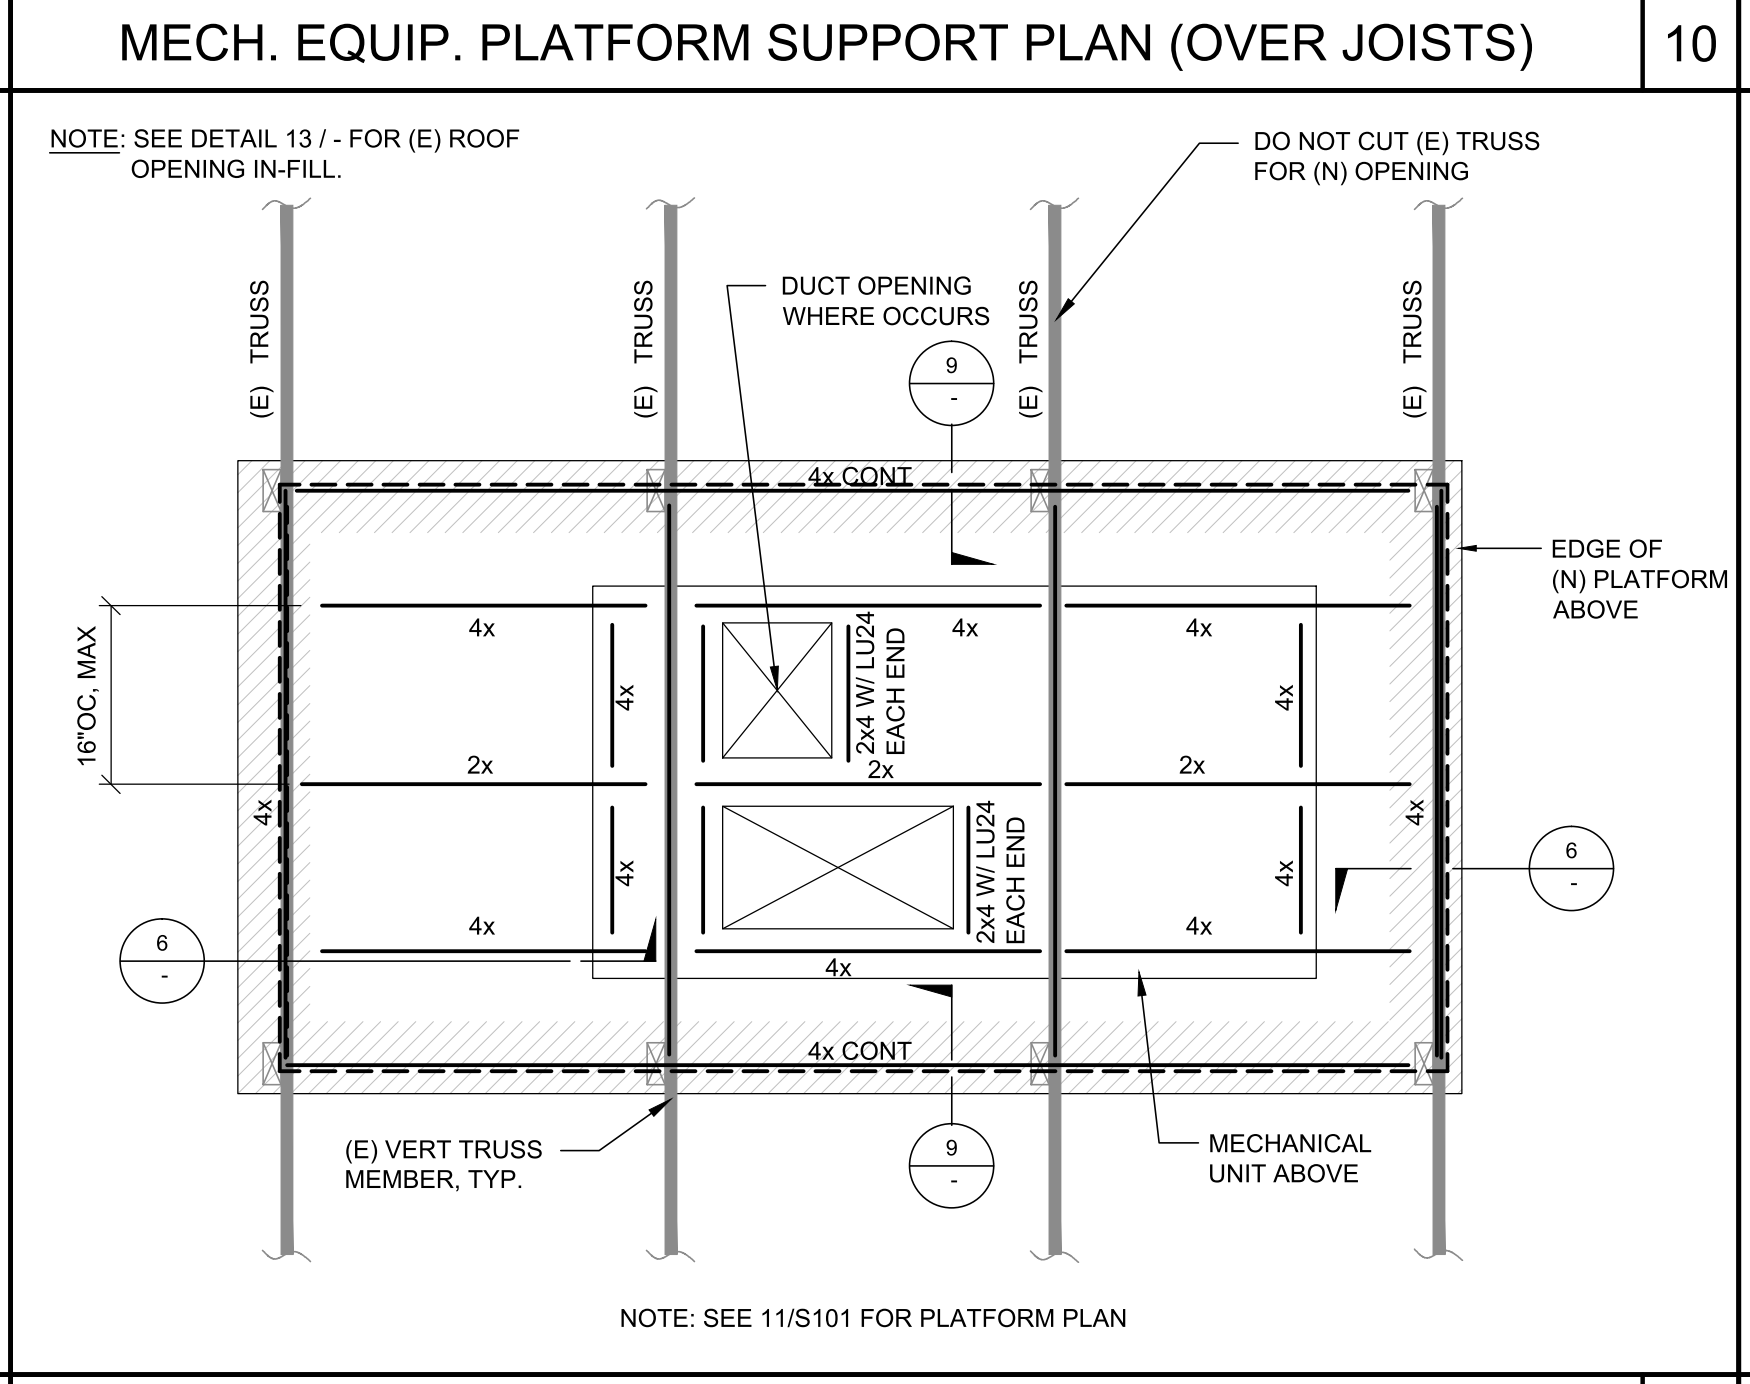 MECH. EQUIP. PLATFORM SUPPORT PLAN (OVER JOISTS)
10
NOTE: SEE DETAIL 13 / - FOR (E) ROOF
OPENING IN-FILL.
DO NOT CUT (E) TRUSS
FOR (N) OPENING
(E) TRUSS
(E) TRUSS
(E) TRUSS
(E) TRUSS
DUCT OPENING
WHERE OCCURS
9
-
4x CONT
EDGE OF
(N) PLATFORM
ABOVE
16"OC, MAX
4x
4x
4x
4x
2x4 W/ LU24
EACH END
4x
2x
2x
2x
4x
4x
4x
2x4 W/ LU24
EACH END
4x
6
-
4x
4x
4x
6
-
4x CONT
(E) VERT TRUSS
MEMBER, TYP.
9
-
MECHANICAL
UNIT ABOVE
NOTE: SEE 11/S101 FOR PLATFORM PLAN